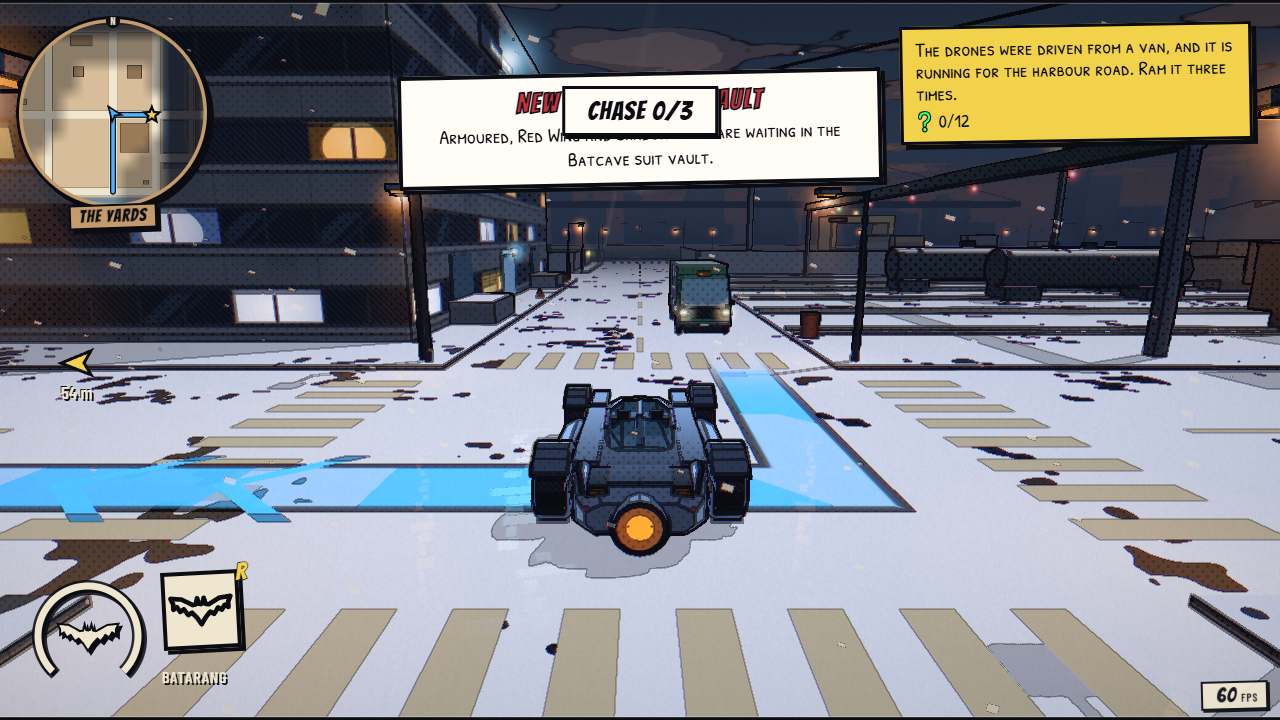 N
THE YARDS
NEW
AULT
CHASE 0/3
ARMOURED, RED
ARE WAITING IN THE
BATCAVE SUIT VAULT.
THE DRONES WERE DRIVEN FROM A VAN, AND IT IS
RUNNING FOR THE HARBOUR ROAD. RAM IT THREE
TIMES.
? 0/12
54m
R
BATARANG
60 FPS